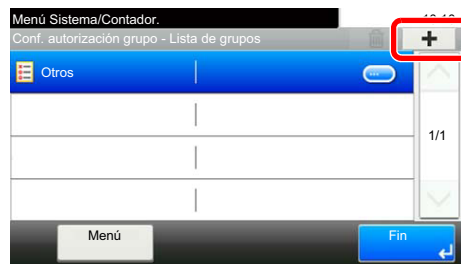 Menú Sistema/Contador.
Conf. autorización grupo - Lista de grupos
Otros
1/1
Menú
Fin